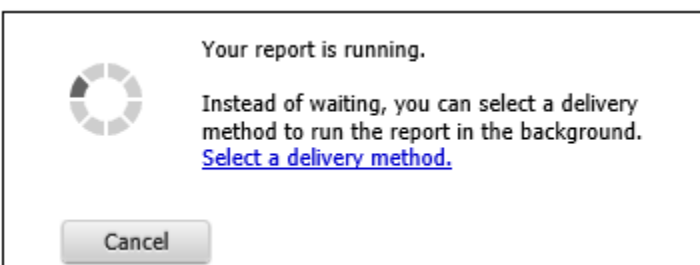 Your report is running.
Instead of waiting, you can select a delivery
method to run the report in the background.
Select a delivery method.
Cancel